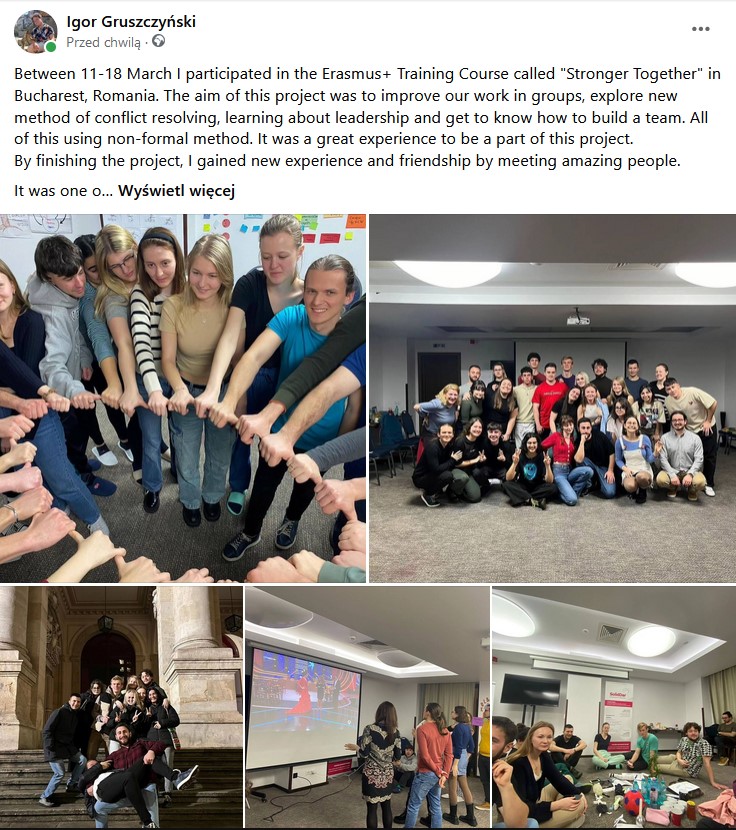 Igor Gruszczyński
Przed chwilą ·
Between 11-18 March I participated in the Erasmus+ Training Course called "Stronger Together" in
Bucharest, Romania. The aim of this project was to improve our work in groups, explore new
method of conflict resolving, learning about leadership and get to know how to build a team. All
of this using non-formal method. It was a great experience to be a part of this project.
By finishing the project, I gained new experience and friendship by meeting amazing people.
It was one o... Wyświetl więcej